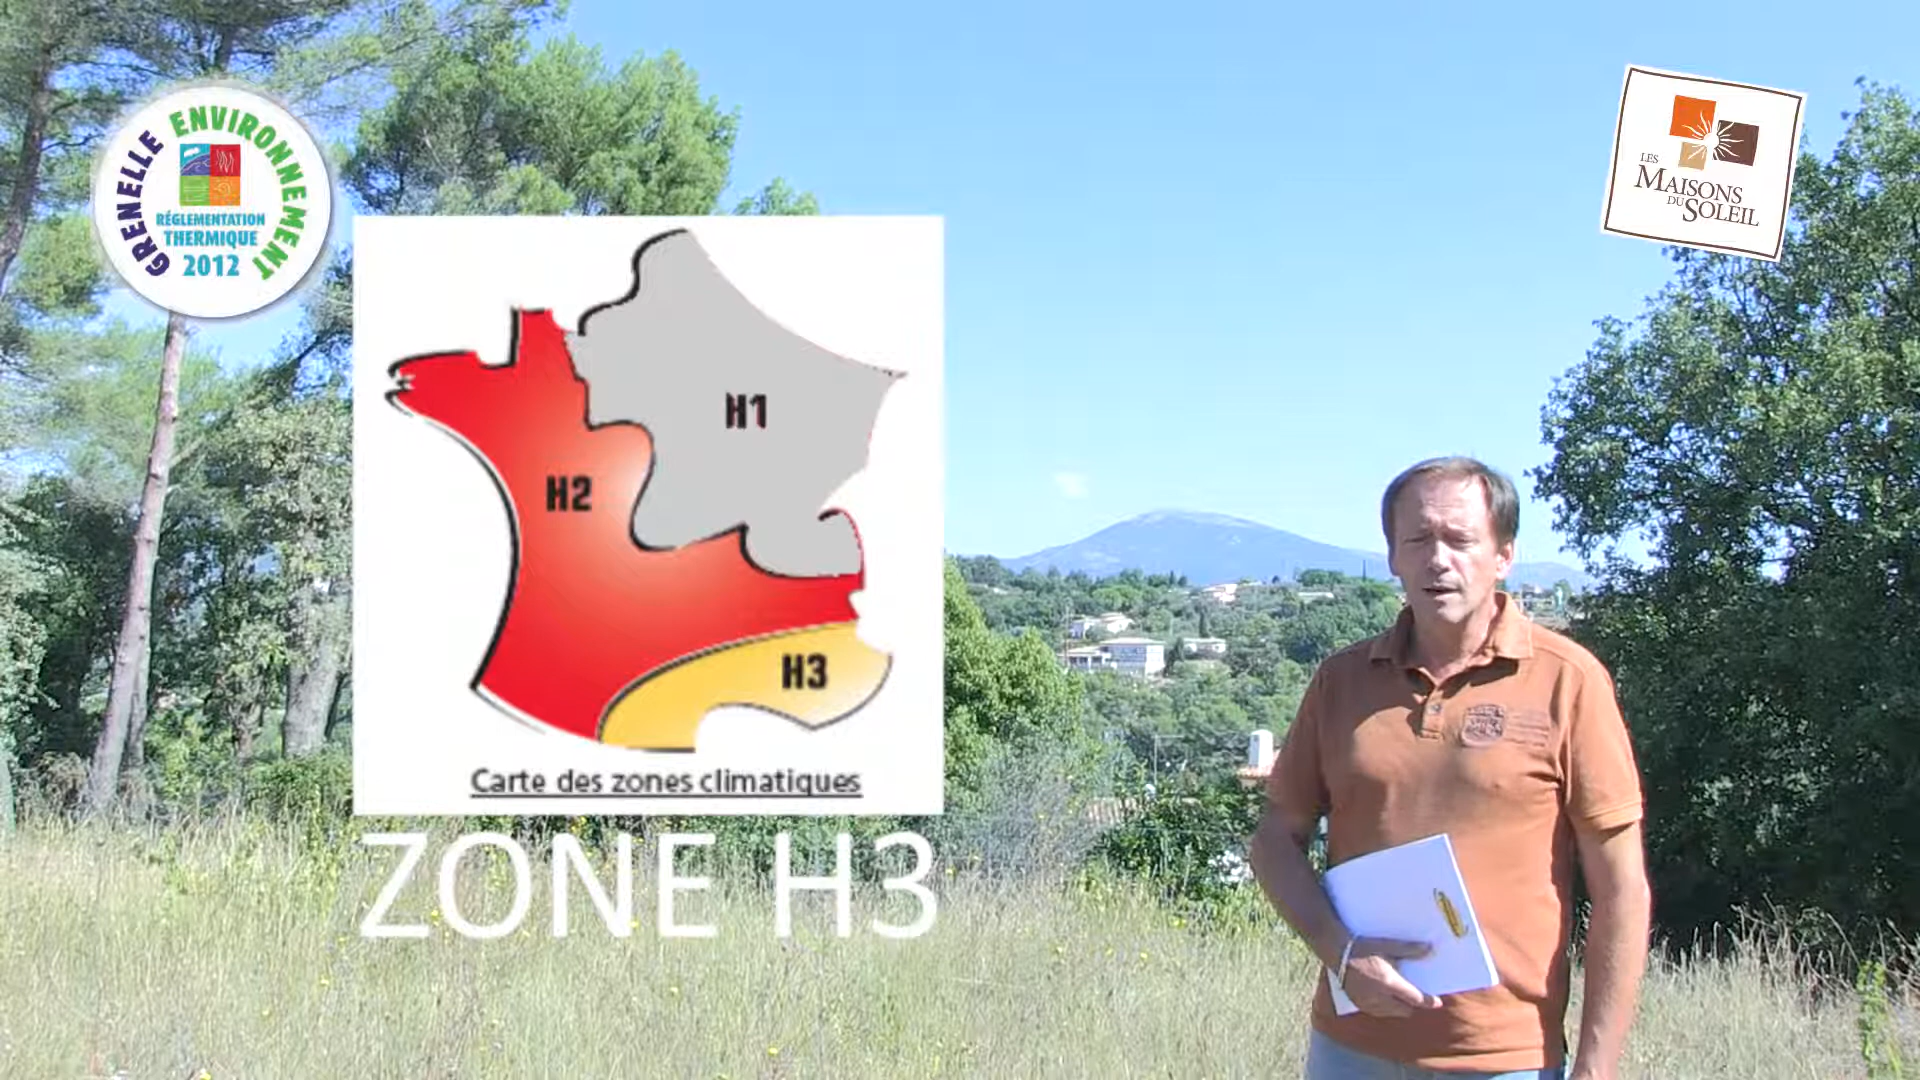 GRENELLE ENVIRONNEMENT
RÉGLEMENTATION
THERMIQUE
2012
LES
MAISONS
DU
SOLEIL
H1
H2
H3
Carte des zones climatiques
ZONE H3